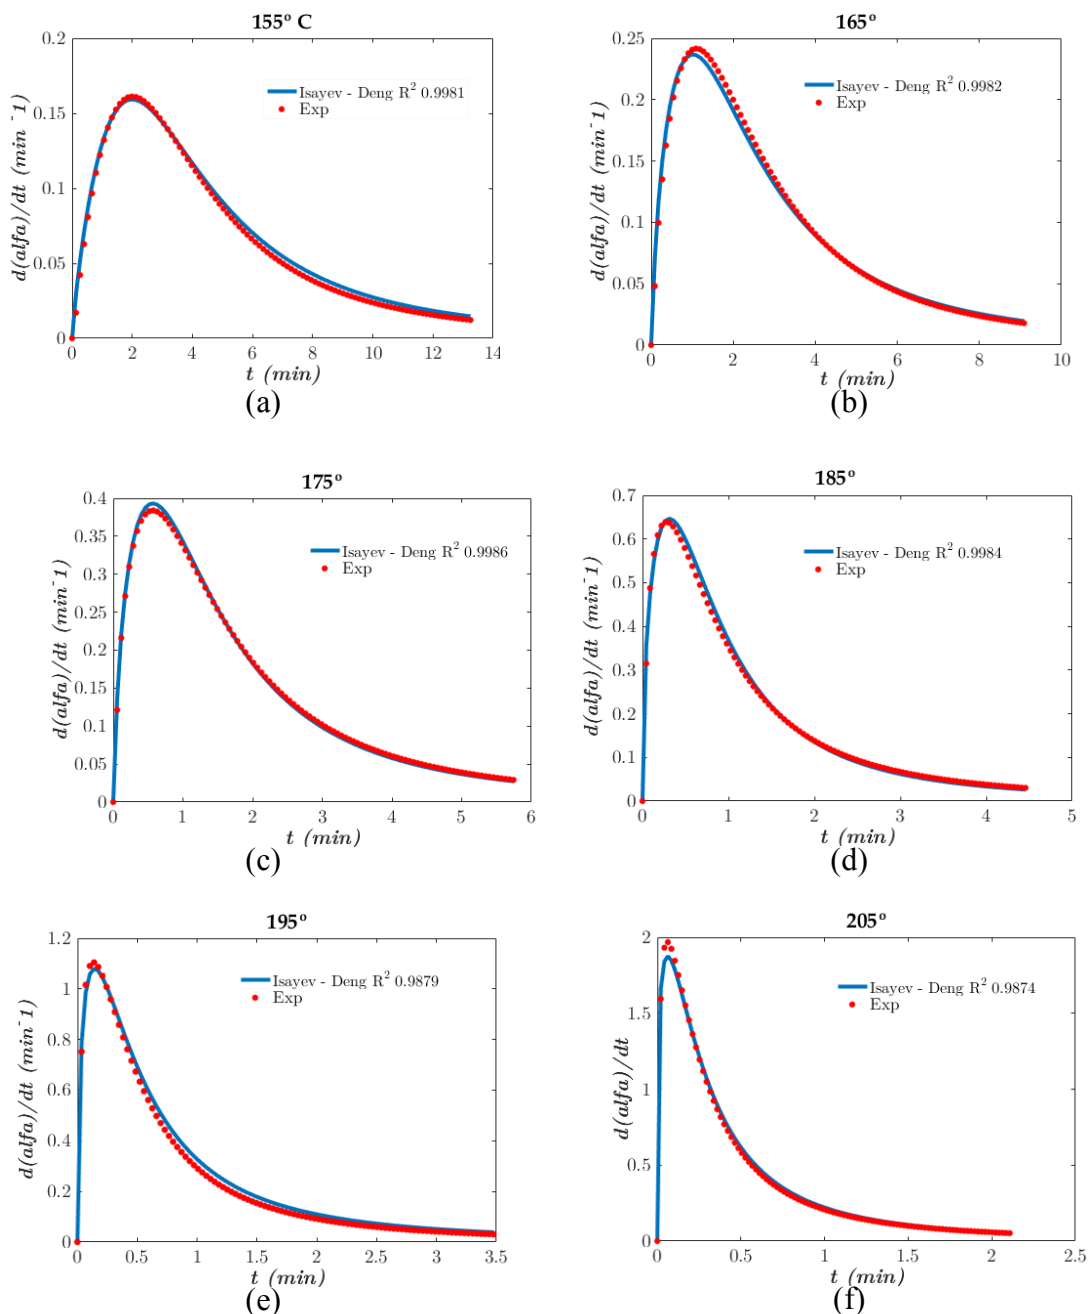 155º C
0.2
0.15
0.1
0.05
0
d(alfa)/dt (min⁻1)
Isayev - Deng R² 0.9981
Exp
0 2 4 6 8 10 12 14
t (min)
(a)
165º
0.25
0.2
0.15
0.1
0.05
0
d(alfa)/dt (min⁻1)
Isayev - Deng R² 0.9982
Exp
0 2 4 6 8 10
t (min)
(b)
175º
0.4
0.35
0.3
0.25
0.2
0.15
0.1
0.05
0
d(alfa)/dt (min⁻1)
Isayev - Deng R² 0.9986
Exp
0 1 2 3 4 5 6
t (min)
(c)
185º
0.7
0.6
0.5
0.4
0.3
0.2
0.1
0
d(alfa)/dt (min⁻1)
Isayev - Deng R² 0.9984
Exp
0 1 2 3 4 5
t (min)
(d)
195º
1.2
1
0.8
0.6
0.4
0.2
0
d(alfa)/dt (min⁻1)
Isayev - Deng R² 0.9879
Exp
0 0.5 1 1.5 2 2.5 3 3.5
t (min)
(e)
205º
2
1.5
1
0.5
0
d(alfa)/dt
Isayev - Deng R² 0.9874
Exp
0 0.5 1 1.5 2 2.5
t (min)
(f)